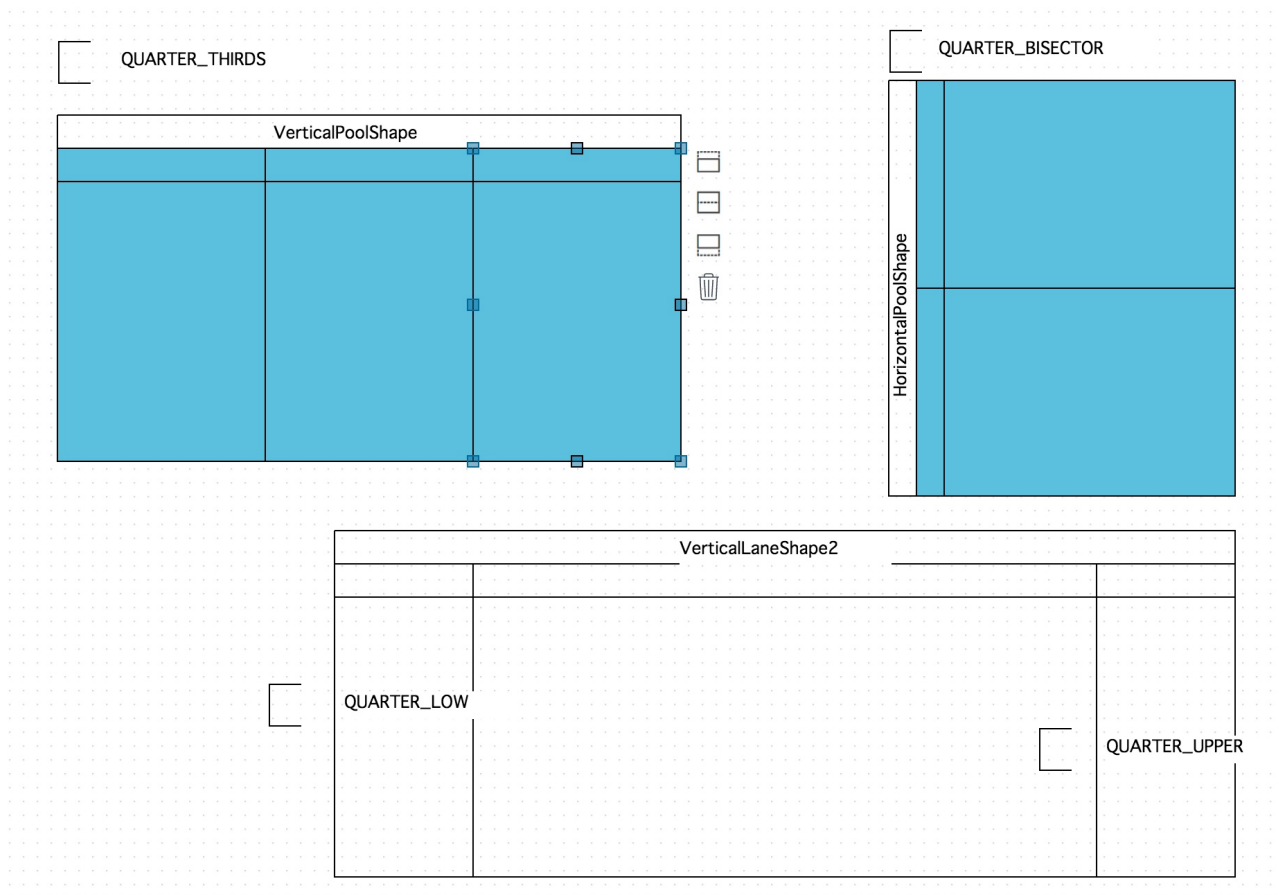 QUARTER_THIRDS
QUARTER_BISECTOR
VerticalPoolShape
HorizontalPoolShape
VerticalLaneShape2
QUARTER_LOW
QUARTER_UPPER